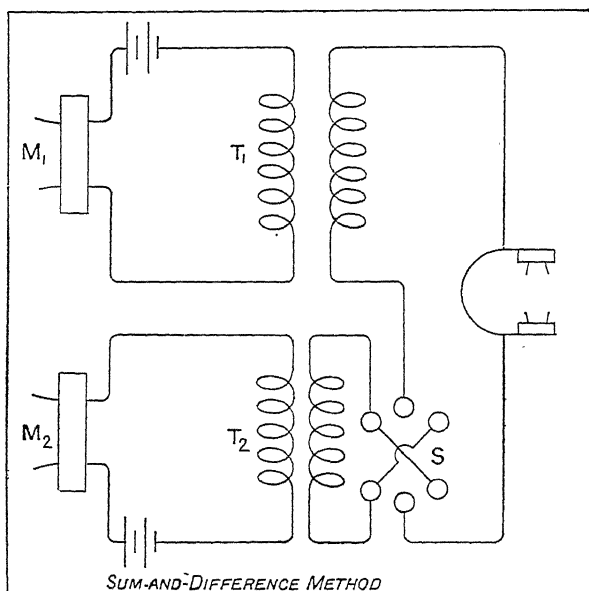 M₁
T₁
M₂
T₂
S
SUM-AND-DIFFERENCE METHOD